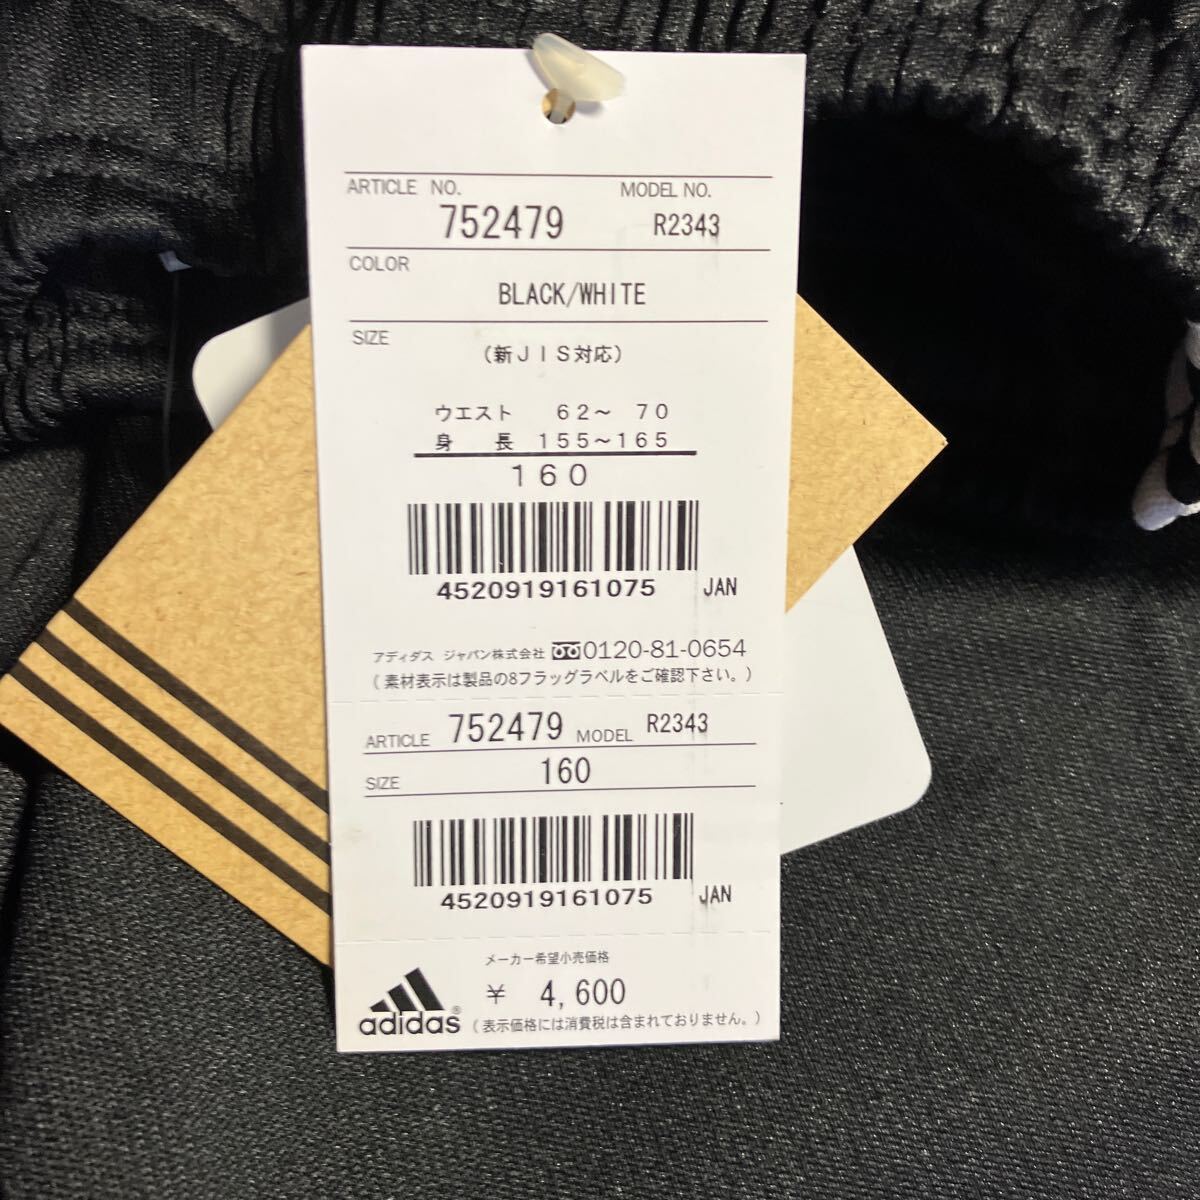 ARTICLE NO. MODEL NO.
752479 R2343
COLOR
BLACK/WHITE
SIZE
(新JIS対応)
ウエスト 62～ 70
身 長 155～165
160
4520919161075 JAN
アディダス ジャパン株式会社 0120-81-0654
(素材表示は製品の8フラッグラベルをご確認下さい。)
ARTICLE 752479 MODEL R2343
SIZE 160
4520919161075 JAN
メーカー希望小売価格
¥ 4,600
adidas® (表示価格には消費税は含まれておりません。)